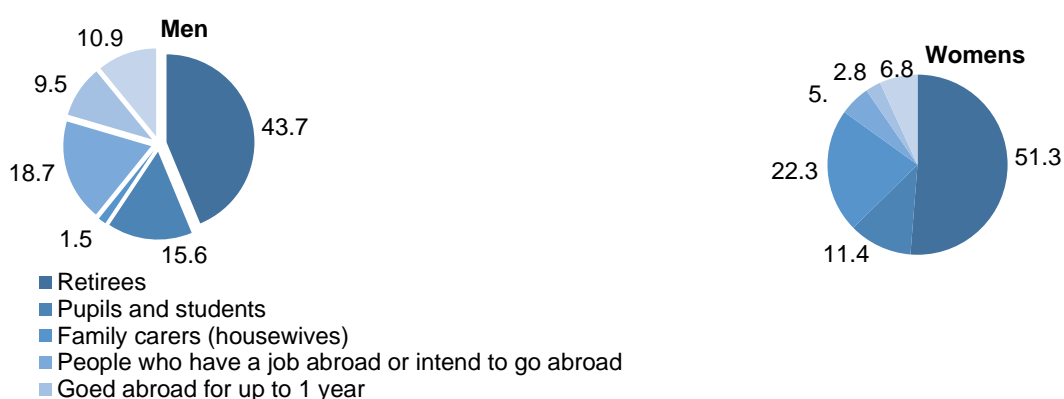 Men
10.9
9.5
43.7
18.7
1.5
15.6
Womens
2.8
6.8
5.
51.3
22.3
11.4
Retirees
Pupils and students
Family carers (housewives)
People who have a job abroad or intend to go abroad
Goed abroad for up to 1 year